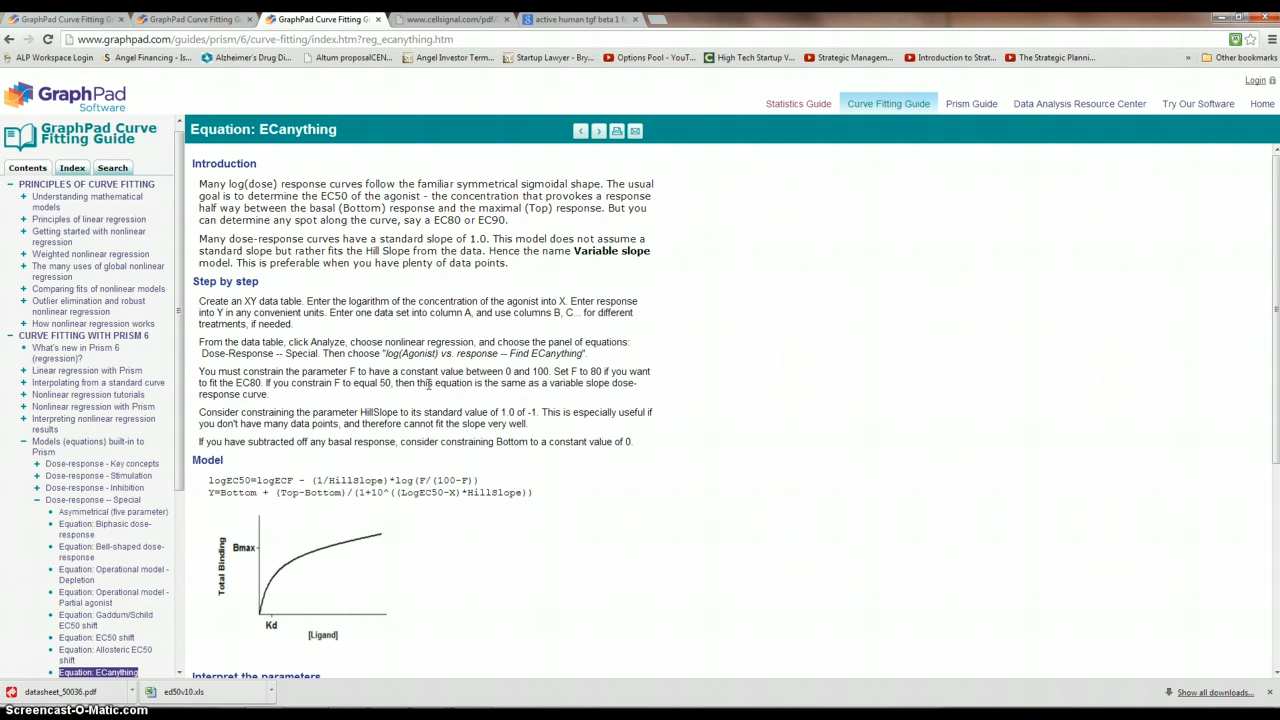 GraphPad Curve Fitting G
GraphPad Curve Fitting G
GraphPad Curve Fitting G
www.cellsignal.com/pdf/
active human tgf beta 1 f
www.graphpad.com/guides/prism/6/curve-fitting/index.htm?reg_ecanything.htm
ALP Workspace Login
Angel Financing - Is...
Alzheimer's Drug Di...
Altum proposalCEN...
Angel Investor Term...
Startup Lawyer - Bry...
Options Pool - YouT...
High Tech Startup V...
Strategic Managem...
Introduction to Strat...
The Strategic Planni...
»
Other bookmarks
Login
GraphPad
Software
Statistics Guide
Curve Fitting Guide
Prism Guide
Data Analysis Resource Center
Try Our Software
Home
GraphPad Curve
Fitting Guide
Contents
Index
Search
PRINCIPLES OF CURVE FITTING
Understanding mathematical
models
Principles of linear regression
Getting started with nonlinear
regression
Weighted nonlinear regression
The many uses of global nonlinear
regression
Comparing fits of nonlinear models
Outlier elimination and robust
nonlinear regression
How nonlinear regression works
CURVE FITTING WITH PRISM 6
What's new in Prism 6
(regression)?
Linear regression with Prism
Interpolating from a standard curve
Nonlinear regression tutorials
Nonlinear regression with Prism
Interpreting nonlinear regression
results
Models (equations) built-in to
Prism
Dose-response - Key concepts
Dose-response - Stimulation
Dose-response - Inhibition
Dose-response -- Special
Asymmetrical (five parameter)
Equation: Biphasic dose-
response
Equation: Bell-shaped dose-
response
Equation: Operational model -
Depletion
Equation: Operational model -
Partial agonist
Equation: Gaddum/Schild
EC50 shift
Equation: EC50 shift
Equation: Allosteric EC50
shift
Equation: ECanything
Equation: ECanything
Introduction
Many log(dose) response curves follow the familiar symmetrical sigmoidal shape. The usual
goal is to determine the EC50 of the agonist - the concentration that provokes a response
half way between the basal (Bottom) response and the maximal (Top) response. But you
can determine any spot along the curve, say a EC80 or EC90.
Many dose-response curves have a standard slope of 1.0. This model does not assume a
standard slope but rather fits the Hill Slope from the data. Hence the name Variable slope
model. This is preferable when you have plenty of data points.
Step by step
Create an XY data table. Enter the logarithm of the concentration of the agonist into X. Enter response
into Y in any convenient units. Enter one data set into column A, and use columns B, C... for different
treatments, if needed.
From the data table, click Analyze, choose nonlinear regression, and choose the panel of equations:
Dose-Response -- Special. Then choose "log(Agonist) vs. response -- Find ECanything".
You must constrain the parameter F to have a constant value between 0 and 100. Set F to 80 if you want
to fit the EC80. If you constrain F to equal 50, then this equation is the same as a variable slope dose-
response curve.
Consider constraining the parameter HillSlope to its standard value of 1.0 of -1. This is especially useful if
you don't have many data points, and therefore cannot fit the slope very well.
If you have subtracted off any basal response, consider constraining Bottom to a constant value of 0.
Model
logEC50=logECF - (1/HillSlope)*log(F/(100-F))
Y=Bottom + (Top-Bottom)/(1+10^((LogEC50-X)*HillSlope))
Total Binding
Bmax
Kd
[Ligand]
Interpret the parameters
datasheet_50036.pdf
ed50v10.xls
Show all downloads...
Screencast-O-Matic.com